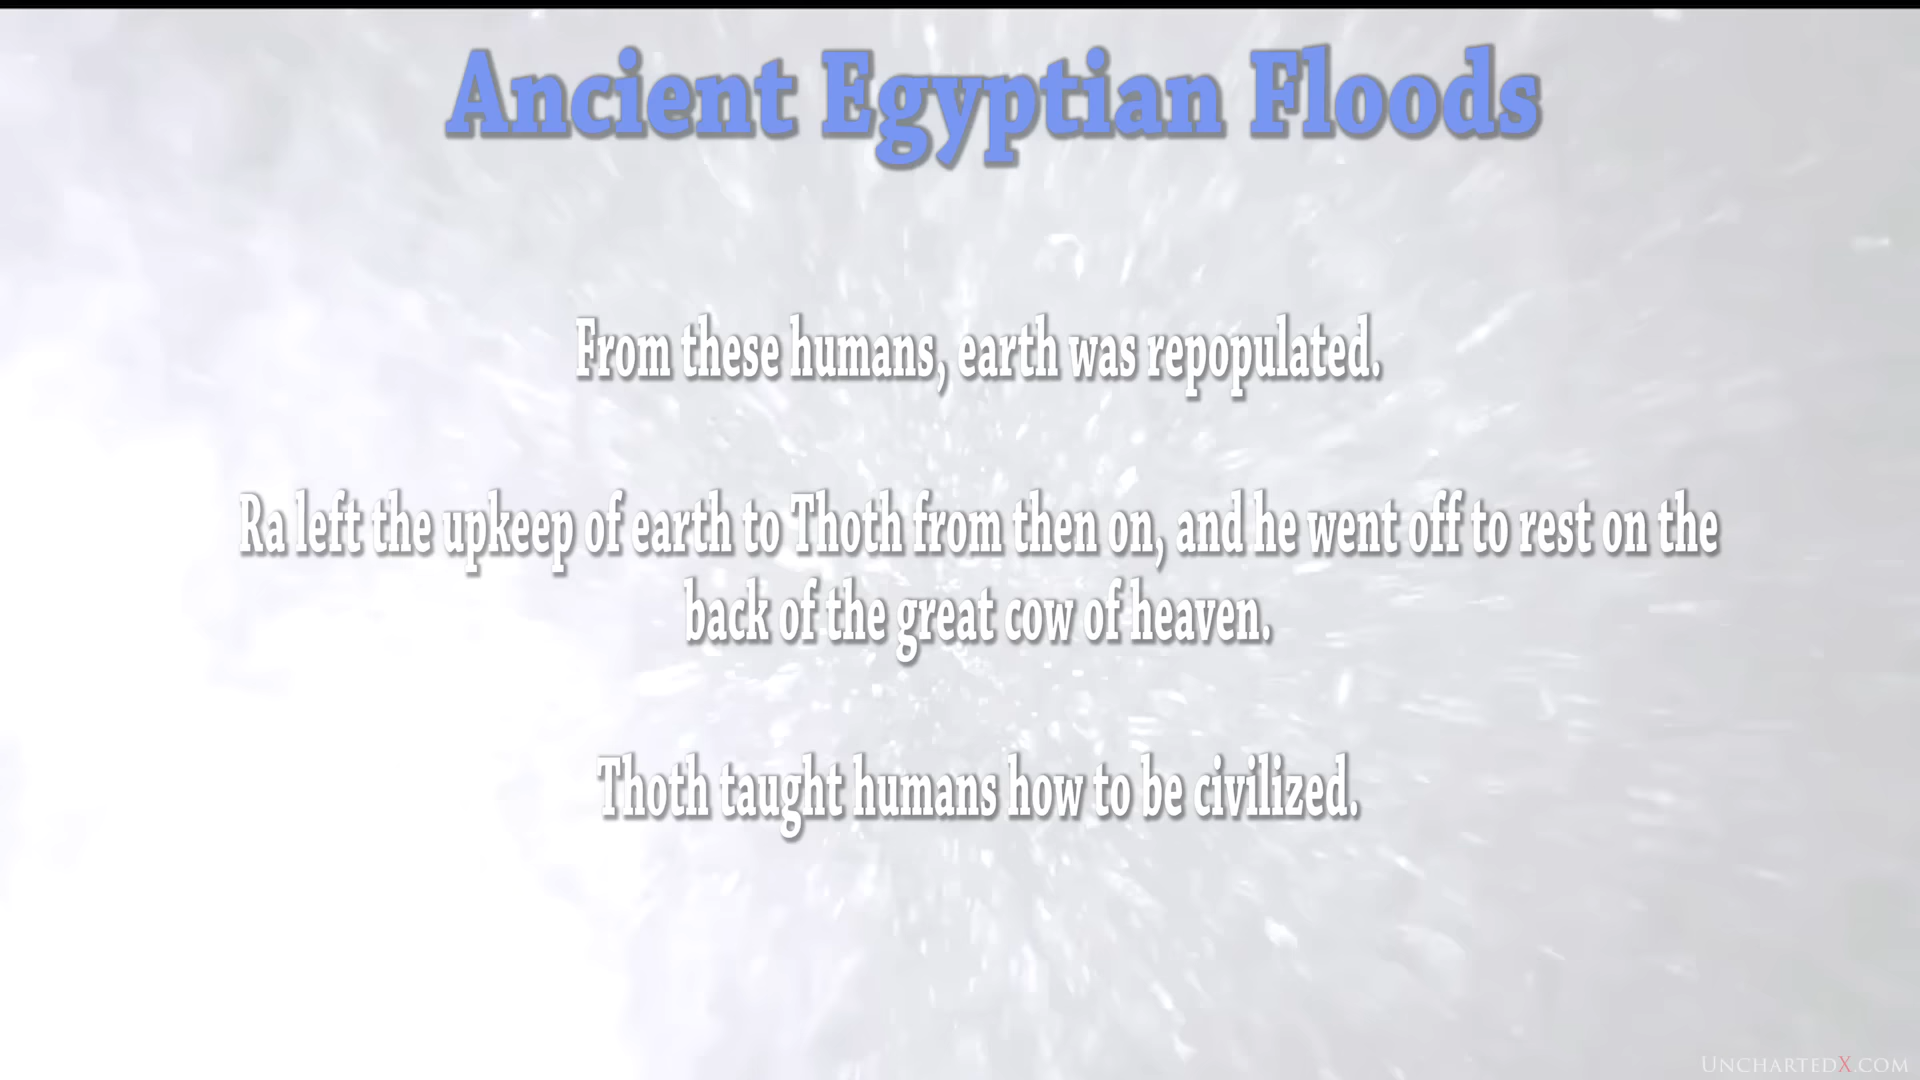 Ancient Egyptian Floods
From these humans, earth was repopulated.
Ra left the upkeep of earth to Thoth from then on, and he went off to rest on the
back of the great cow of heaven.
Thoth taught humans how to be civilized.
UnchartedX.com